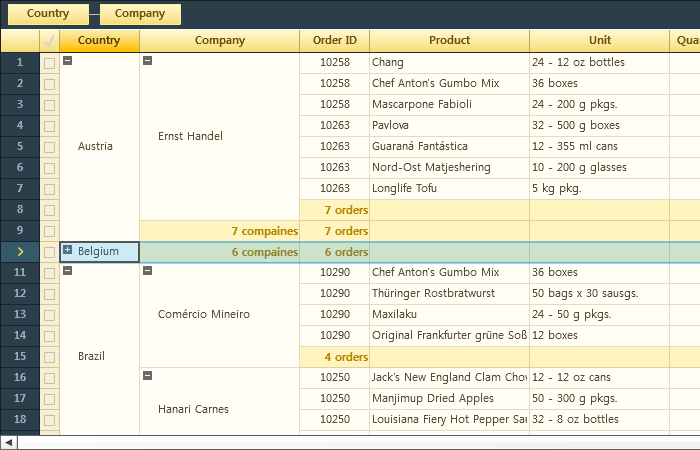 Country Company
Country Company Order ID Product Unit Qua
1 10258 Chang 24 - 12 oz bottles
2 10258 Chef Anton's Gumbo Mix 36 boxes
3 10258 Mascarpone Fabioli 24 - 200 g pkgs.
4 10263 Pavlova 32 - 500 g boxes
5 Austria Ernst Handel 10263 Guaraná Fantástica 12 - 355 ml cans
6 10263 Nord-Ost Matjeshering 10 - 200 g glasses
7 10263 Longlife Tofu 5 kg pkg.
8 7 orders
9 7 compaines 7 orders
Belgium 6 compaines 6 orders
11 10290 Chef Anton's Gumbo Mix 36 boxes
12 10290 Thüringer Rostbratwurst 50 bags x 30 sausgs.
13 Comércio Mineiro 10290 Maxilaku 24 - 50 g pkgs.
14 10290 Original Frankfurter grüne Soß 12 boxes
15 Brazil 4 orders
16 10250 Jack's New England Clam Chov 12 - 12 oz cans
17 10250 Manjimup Dried Apples 50 - 300 g pkgs.
18 Hanari Carnes 10250 Louisiana Fiery Hot Pepper Sau 32 - 8 oz bottles